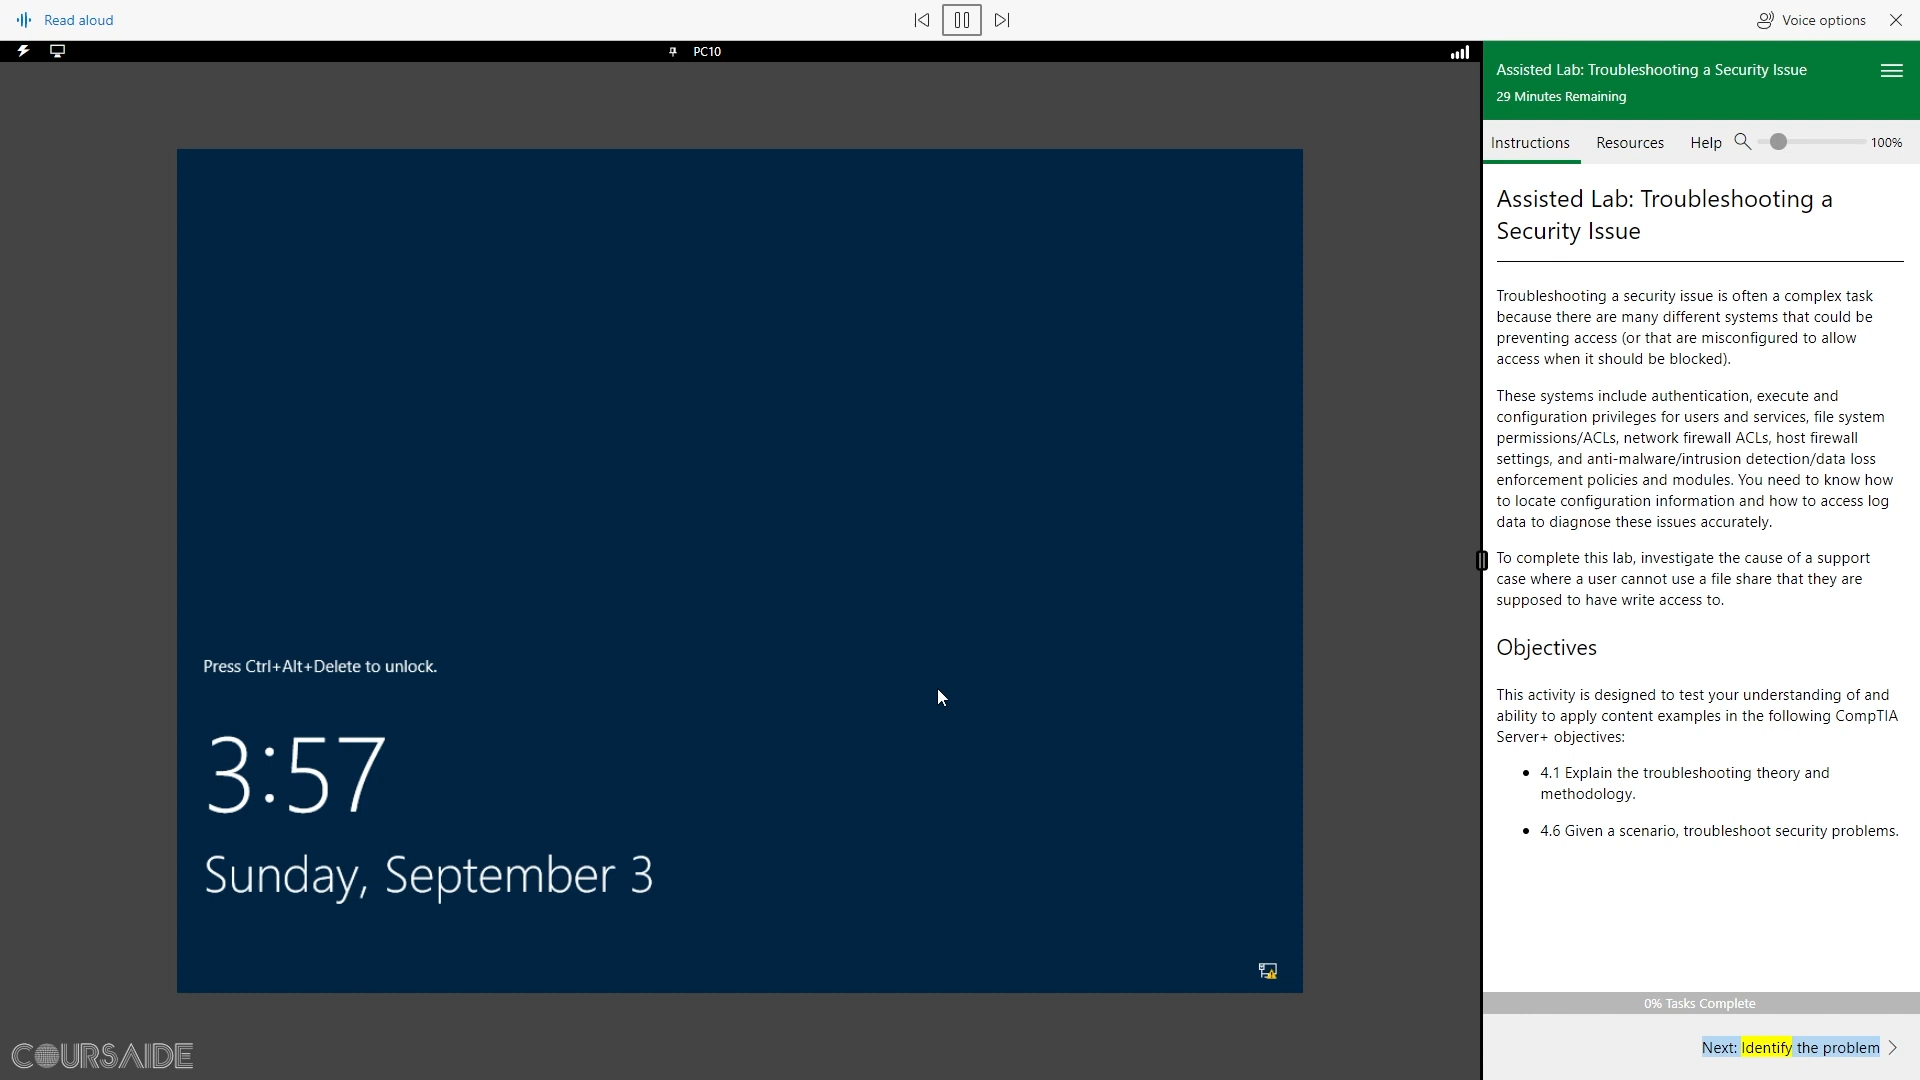 Read aloud
Voice options
PC10
Assisted Lab: Troubleshooting a Security Issue
29 Minutes Remaining
Instructions
Resources
Help
100%
Press Ctrl+Alt+Delete to unlock.
3:57
Sunday, September 3
Assisted Lab: Troubleshooting a
Security Issue
Troubleshooting a security issue is often a complex task
because there are many different systems that could be
preventing access (or that are misconfigured to allow
access when it should be blocked).
These systems include authentication, execute and
configuration privileges for users and services, file system
permissions/ACLs, network firewall ACLs, host firewall
settings, and anti-malware/intrusion detection/data loss
enforcement policies and modules. You need to know how
to locate configuration information and how to access log
data to diagnose these issues accurately.
To complete this lab, investigate the cause of a support
case where a user cannot use a file share that they are
supposed to have write access to.
Objectives
This activity is designed to test your understanding of and
ability to apply content examples in the following CompTIA
Server+ objectives:
• 4.1 Explain the troubleshooting theory and
methodology.
• 4.6 Given a scenario, troubleshoot security problems.
0% Tasks Complete
Next: Identify the problem
COURSAIDE